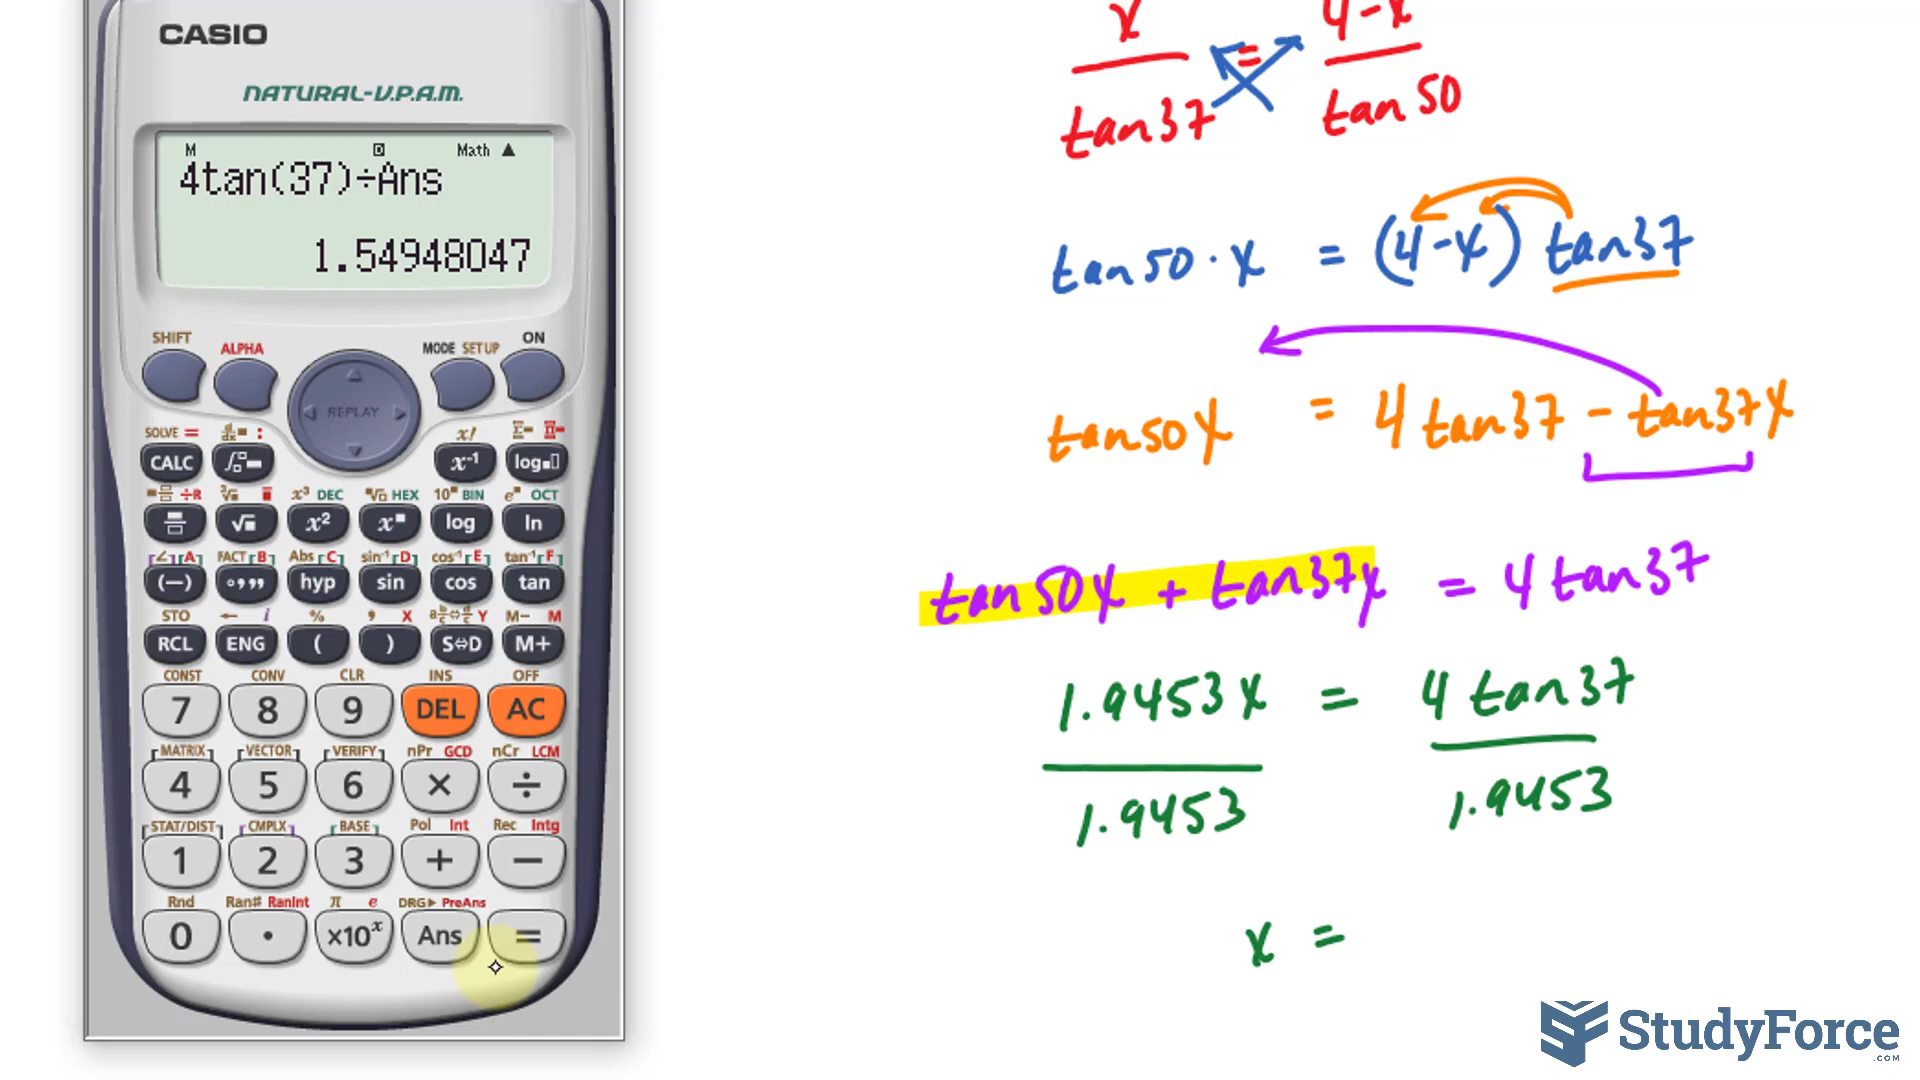 CASIO
NATURAL-V.P.A.M.
M D Math ▲
4tan(37)÷Ans
1.54948047
SHIFT ALPHA MODE SETUP ON
REPLAY
SOLVE = d/dx : x! Σ- Π-
CALC ∫ x⁻¹ log
÷R ³√ x³ DEC √ HEX 10 BIN e OCT
√ x² x log ln
∠ A FACT B Abs C sin⁻¹ D cos⁻¹ E tan⁻¹ F
(−) °,,, hyp sin cos tan
STO ← i % , X a b/c⇔d/c Y M− M
RCL ENG ( ) S⇔D M+
CONST CONV CLR INS OFF
7 8 9 DEL AC
MATRIX VECTOR VERIFY nPr GCD nCr LCM
4 5 6 × ÷
STAT/DIST CMPLX BASE Pol Int Rec Intg
1 2 3 + −
Rnd Ran# RanInt π e DRG▶ PreAns
0 . ×10ˣ Ans =
x = 4-x
tan37 tan50
tan50·x = (4-x) tan37
tan50x = 4tan37 - tan37x
tan50x + tan37x = 4tan37
1.9453x = 4tan37
1.9453 1.9453
x =
StudyForce
.COM